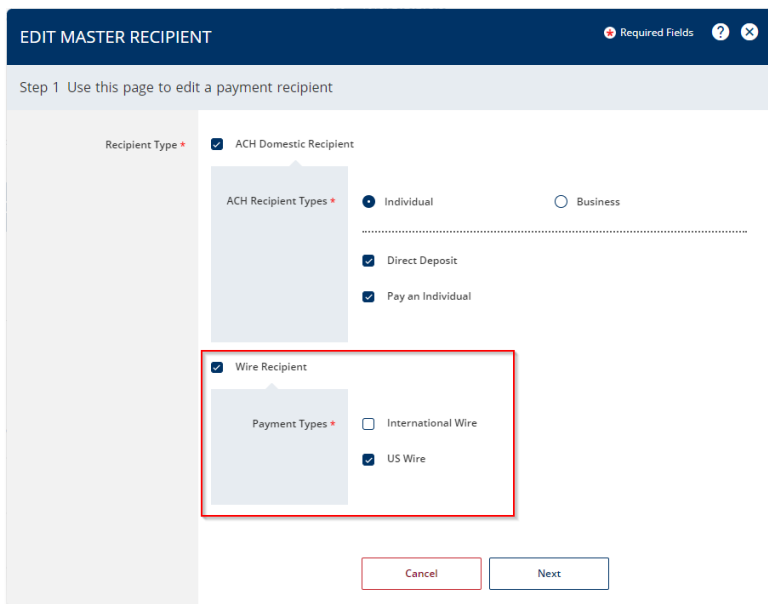 EDIT MASTER RECIPIENT
* Required Fields ?
Step 1 Use this page to edit a payment recipient
Recipient Type *
ACH Domestic Recipient
ACH Recipient Types *
Individual
Business
Direct Deposit
Pay an Individual
Wire Recipient
Payment Types *
International Wire
US Wire
Cancel
Next